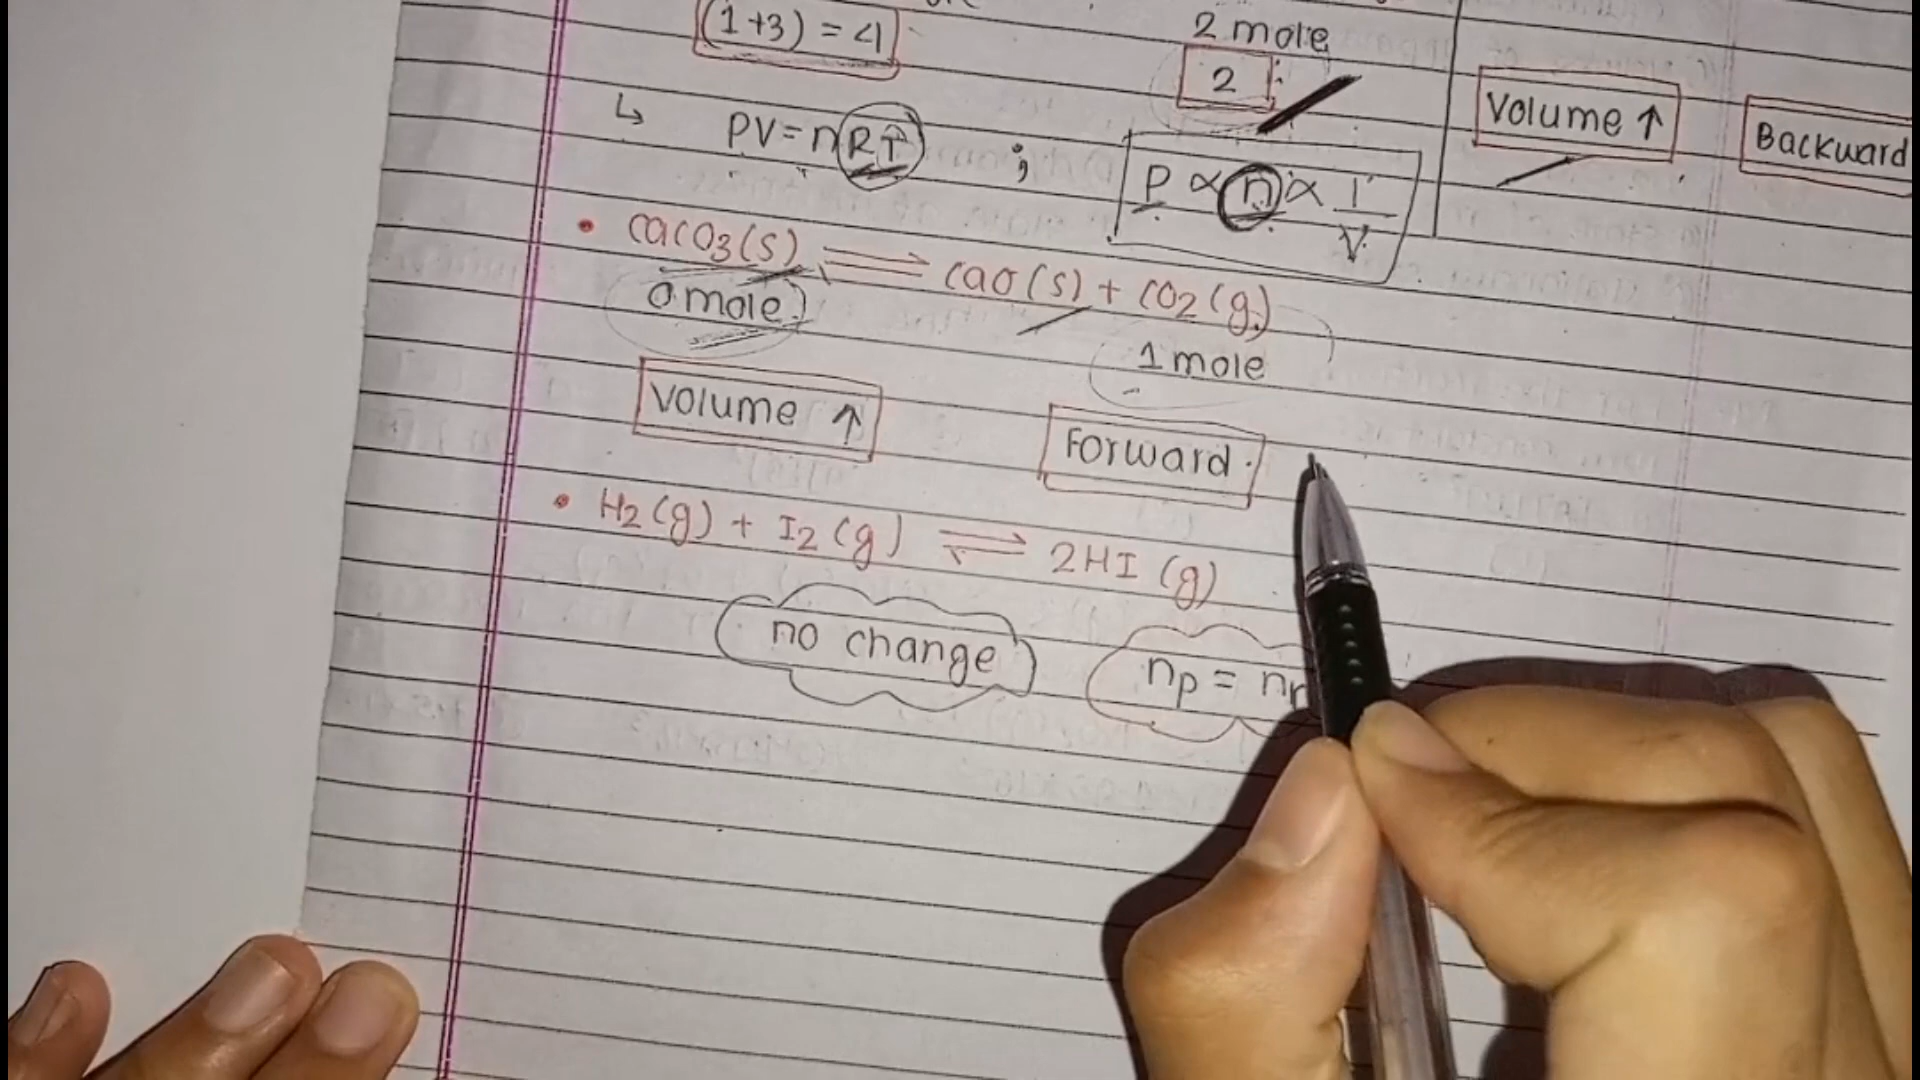 (1+3) = 4
2 mole
2
Volume ↑
Backward
↳ PV = nRT ;
P ∝ n ∝ 1/V
• CaCO3(s) ⇌ CaO(s) + CO2(g)
0 mole
1 mole
Volume ↑
Forward.
• H2(g) + I2(g) ⇌ 2HI(g)
no change
np = nr